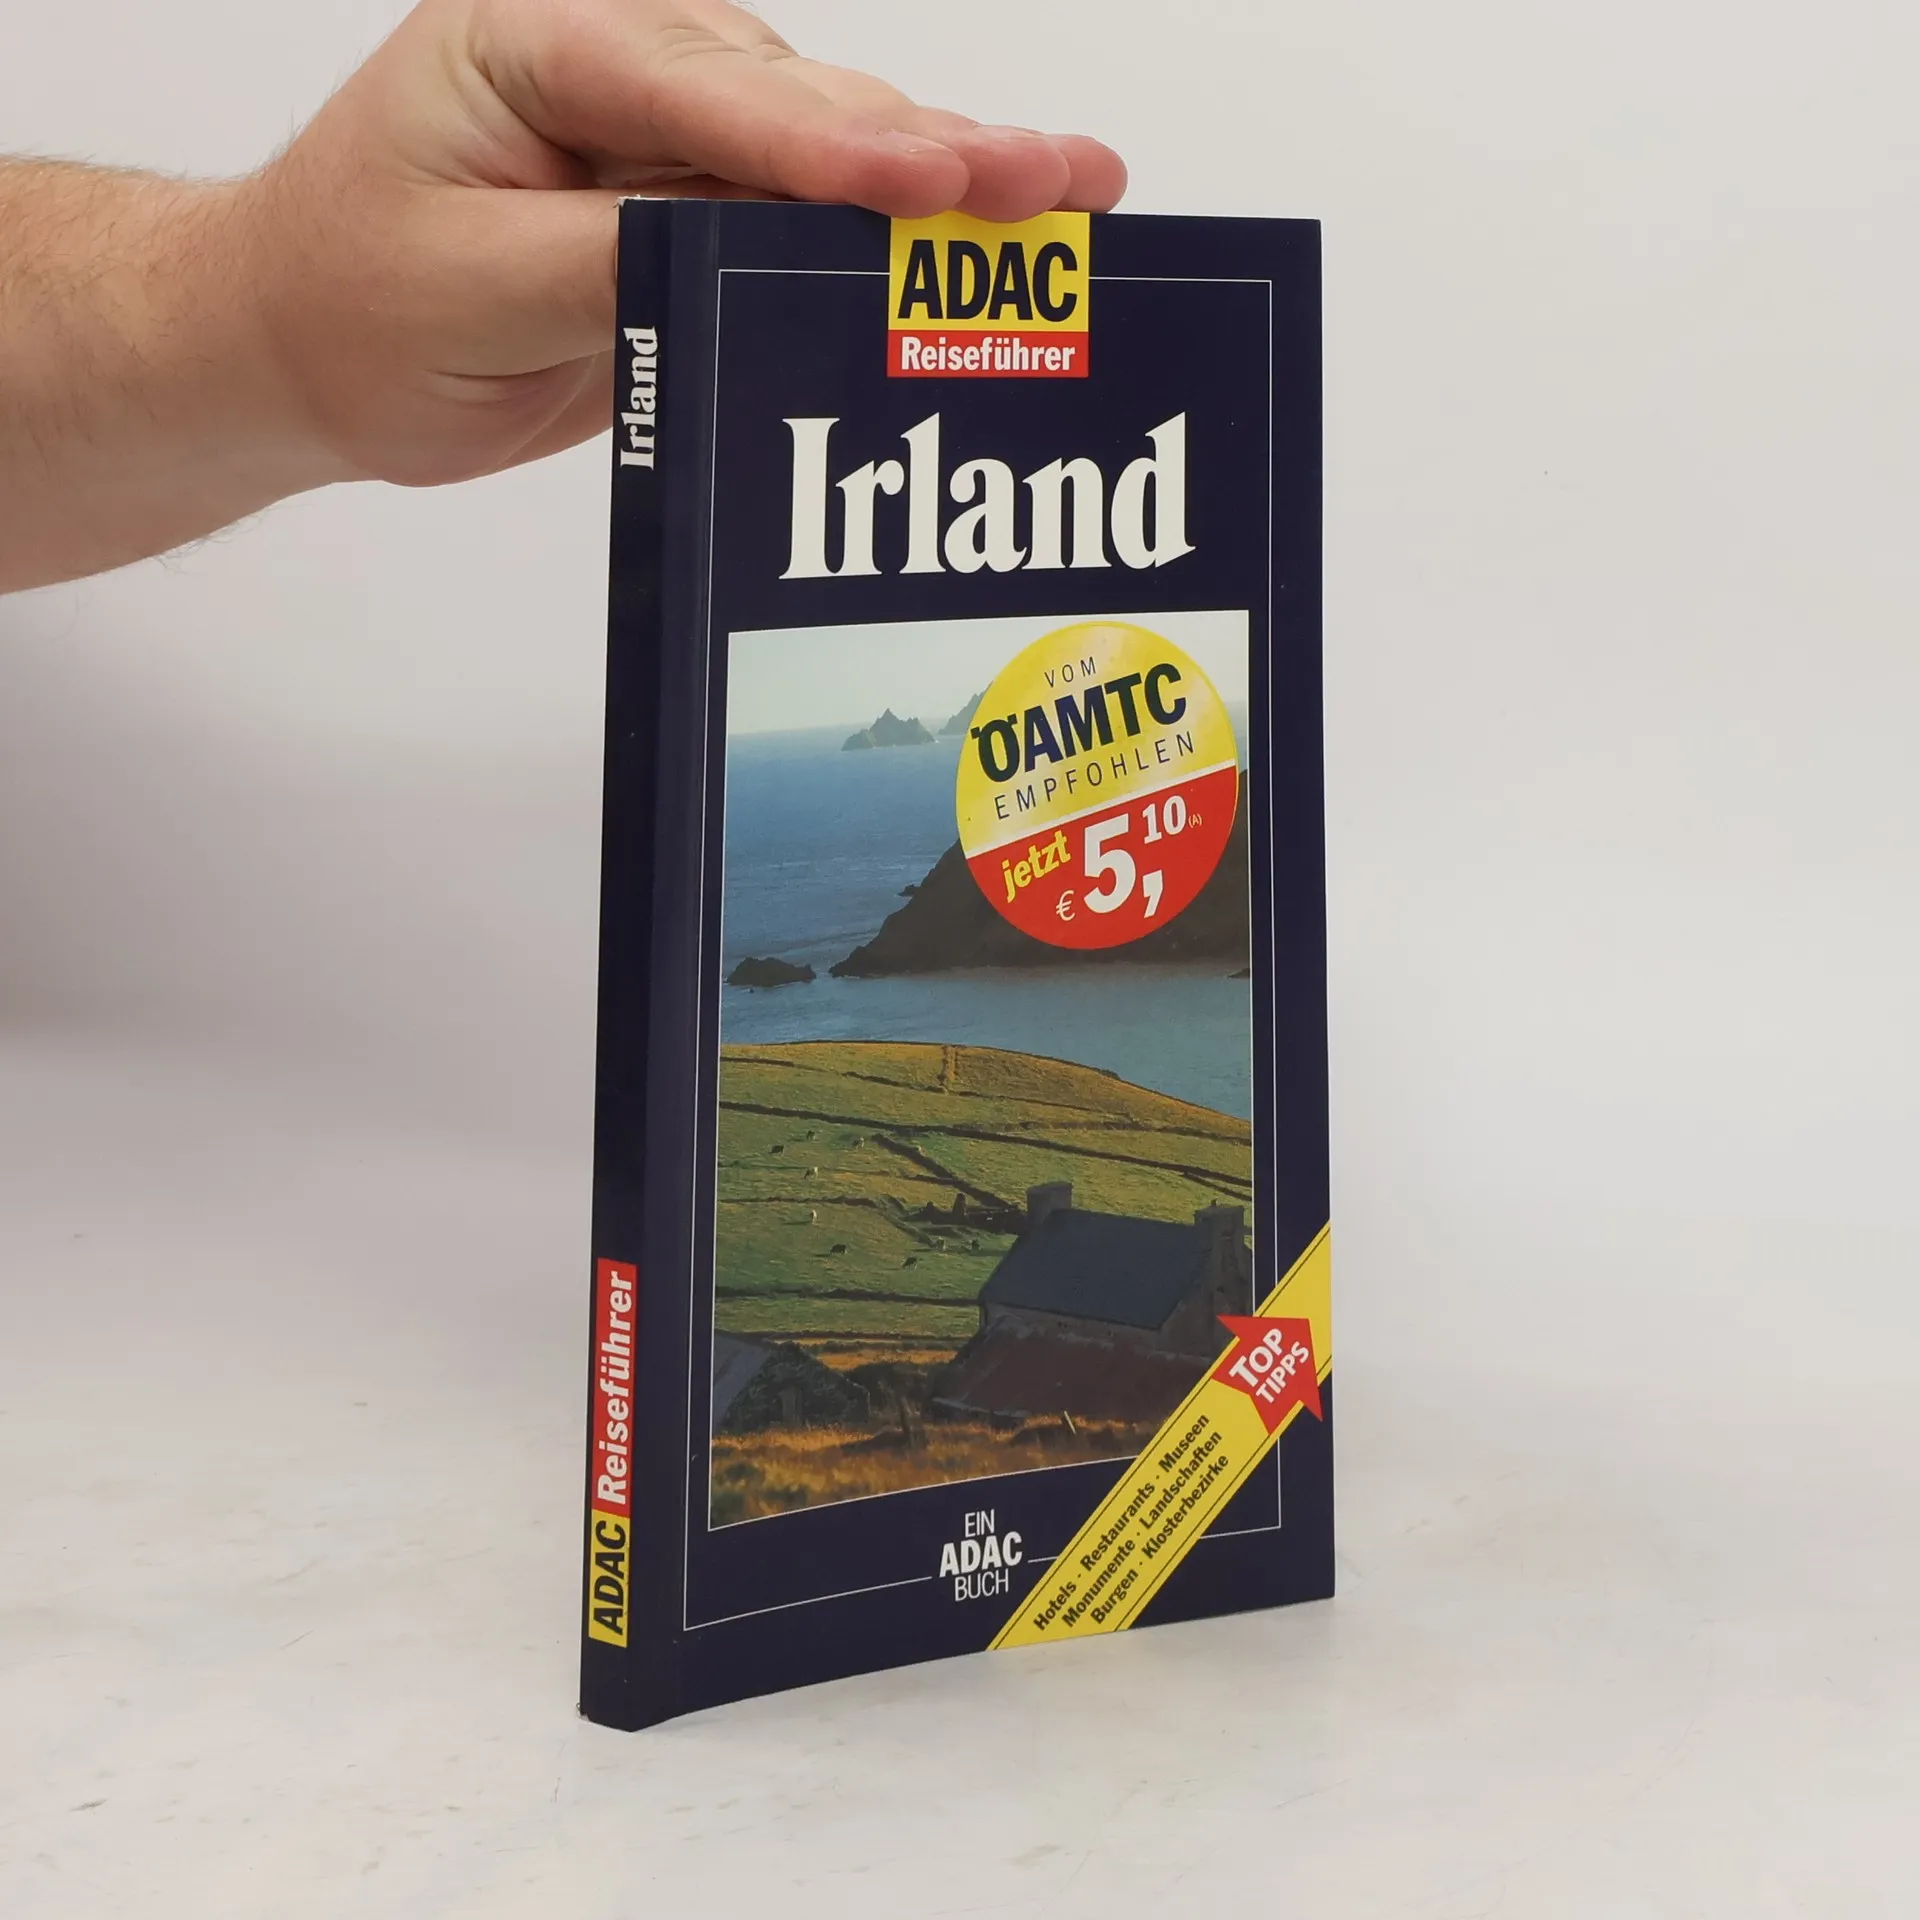 ADAC
Reiseführer
Irland
VOM
ÖAMTC
EMPFOHLEN
jetzt
€ 5,10 (A)
TOP
TIPPS
Hotels · Restaurants · Museen
Monumente · Landschaften
Burgen · Klosterbezirke
EIN
ADAC
BUCH
Irland
ADAC Reiseführer